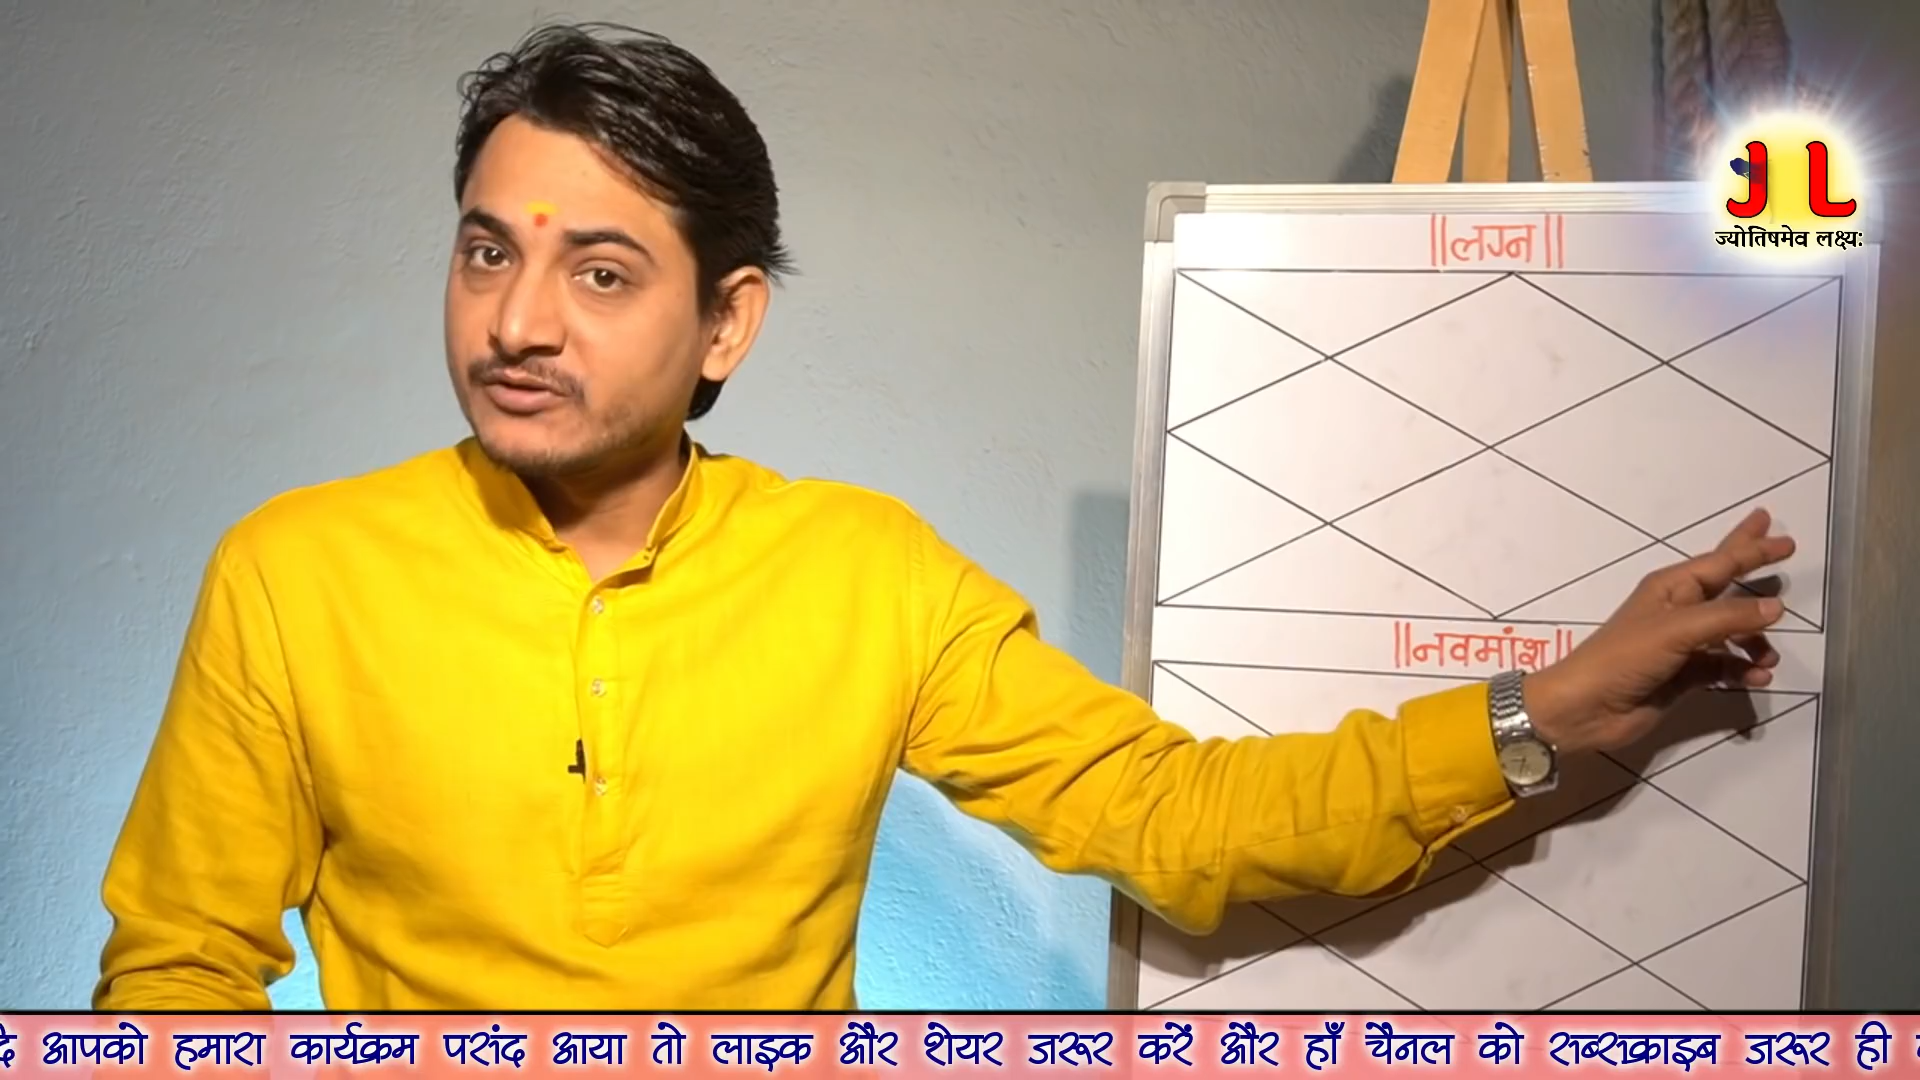 J L
ज्योतिषमेव लक्ष्य:
||लग्न||
||नवमांश||
आपको हमारा कार्यक्रम पसंद आया तो लाइक और शेयर जरूर करें और हाँ चैनल को सब्सक्राइब जरूर ही